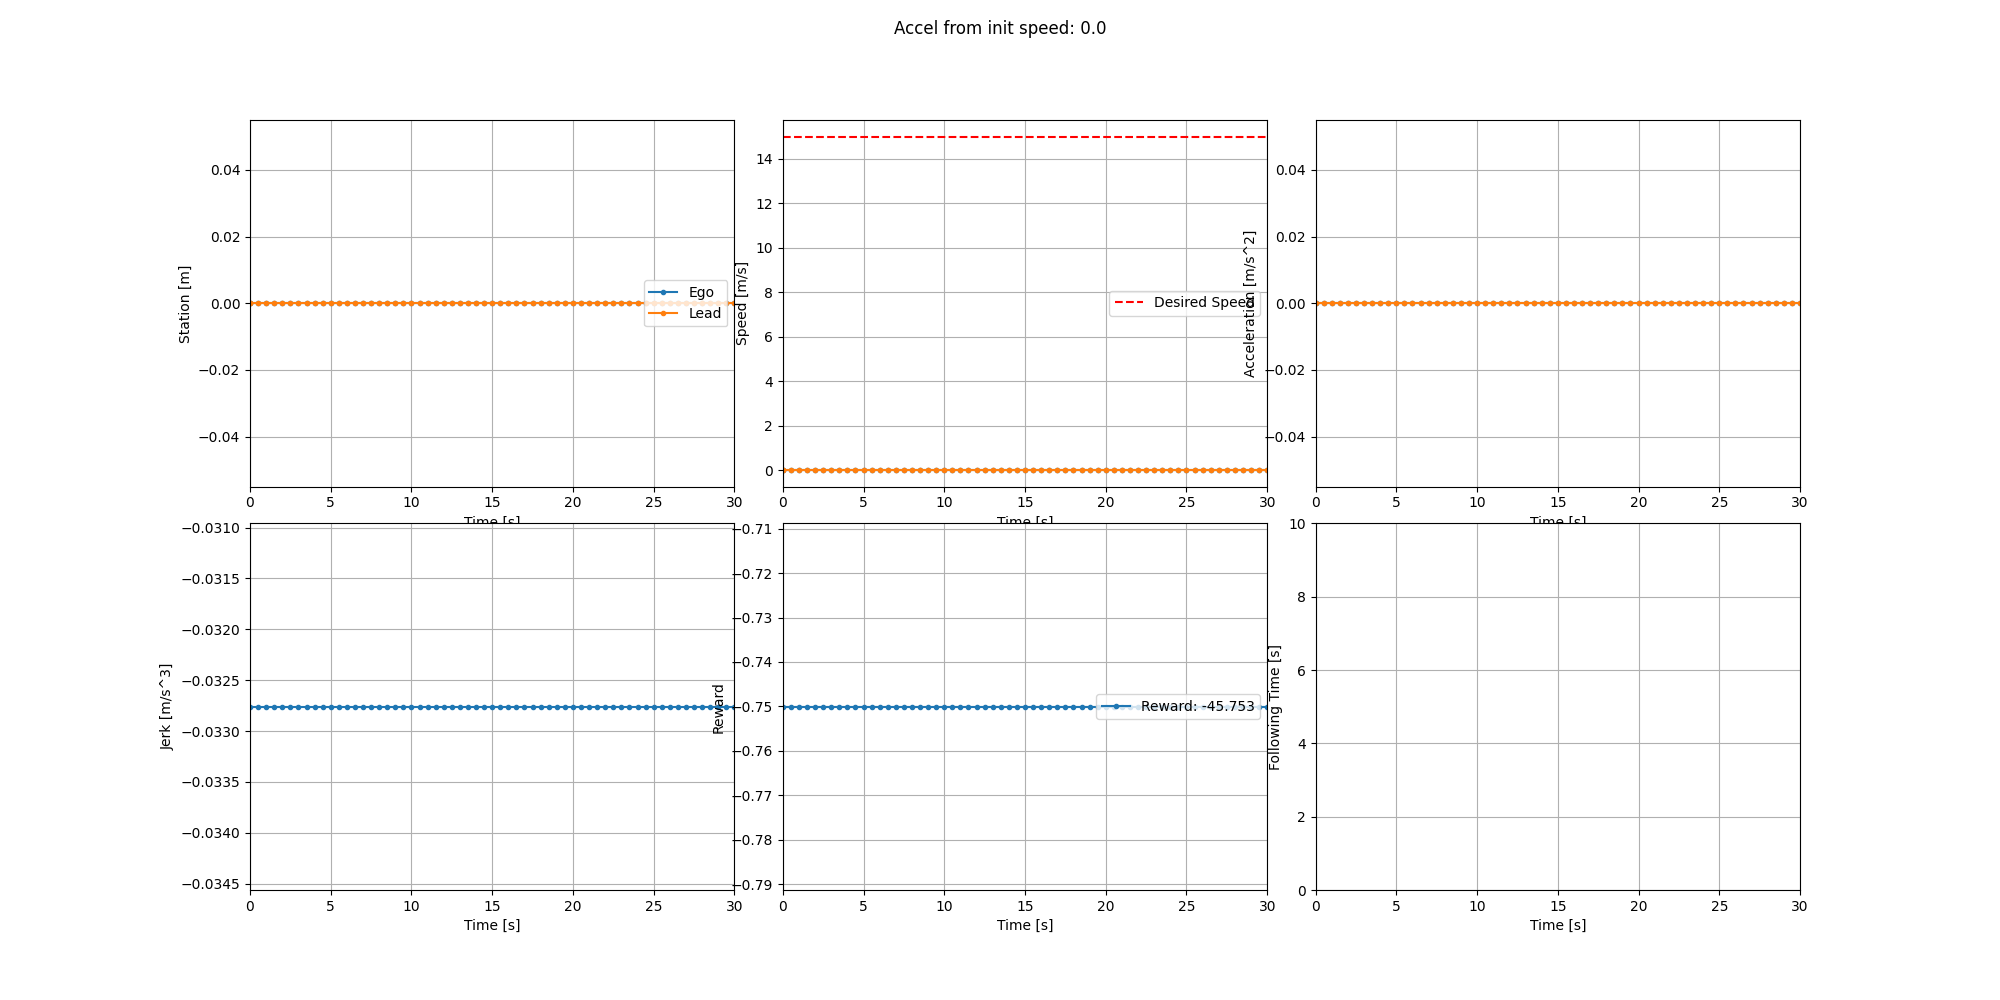 Accel from init speed: 0.0
Station [m]
0.04
0.02
0.00
−0.02
−0.04
0 5 10 15 20 25 30
Time [s]
Ego
Lead
Speed [m/s]
14
12
10
8
6
4
2
0
0 5 10 15 20 25 30
Time [s]
Desired Speed
Acceleration [m/s^2]
0.04
0.02
0.00
−0.02
−0.04
0 5 10 15 20 25 30
Time [s]
Jerk [m/s^3]
−0.0310
−0.0315
−0.0320
−0.0325
−0.0330
−0.0335
−0.0340
−0.0345
0 5 10 15 20 25 30
Time [s]
Reward
−0.71
−0.72
−0.73
−0.74
−0.75
−0.76
−0.77
−0.78
−0.79
0 5 10 15 20 25 30
Time [s]
Reward: -45.753
Following Time [s]
10
8
6
4
2
0
0 5 10 15 20 25 30
Time [s]